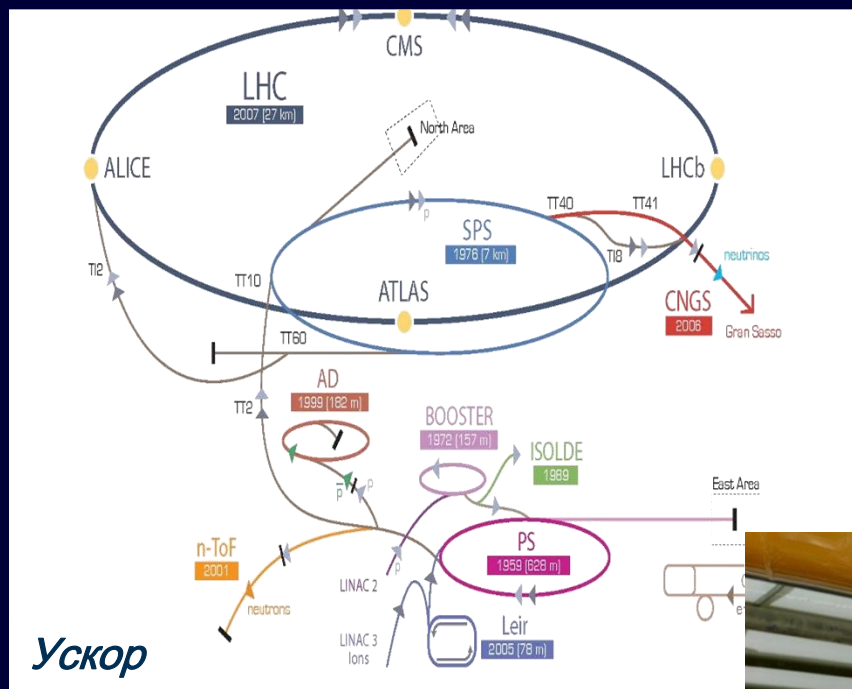 CMS
LHC
2007 (27 km)
North Area
ALICE
LHCb
TT40
TT41
SPS
1976 (7 km)
TI8
neutrinos
TI2
TT10
ATLAS
CNGS
2006
Gran Sasso
TT60
AD
1999 (182 m)
TT2
BOOSTER
1972 (157 m)
ISOLDE
1989
East Area
p
p
p̅
p
n-ToF
2001
PS
1959 (628 m)
LINAC 2
neutrons
p
LINAC 3
Ions
Leir
2005 (78 m)
Ускор